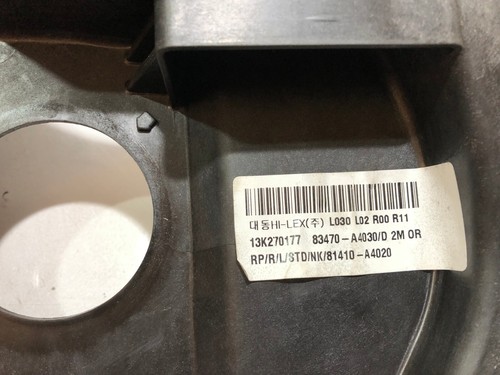 대동HI-LEX(주) L030 L02 R00 R11
13K270177 83470-A4030/D 2M OR
RP/R/L/STD/NK/81410-A4020